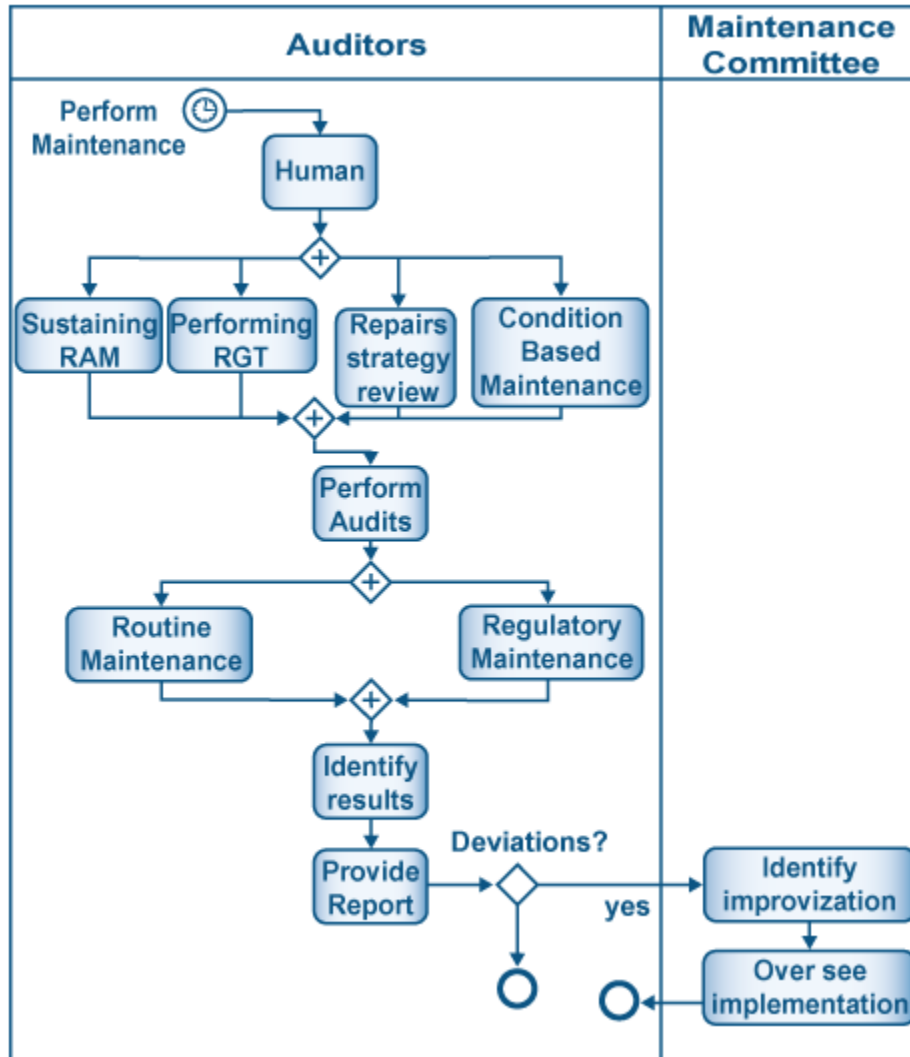 Auditors
Maintenance
Committee
Perform
Maintenance
Human
Sustaining
RAM
Performing
RGT
Repairs
strategy
review
Condition
Based
Maintenance
Perform
Audits
Routine
Maintenance
Regulatory
Maintenance
Identify
results
Provide
Report
Deviations?
yes
Identify
improvization
Over see
implementation